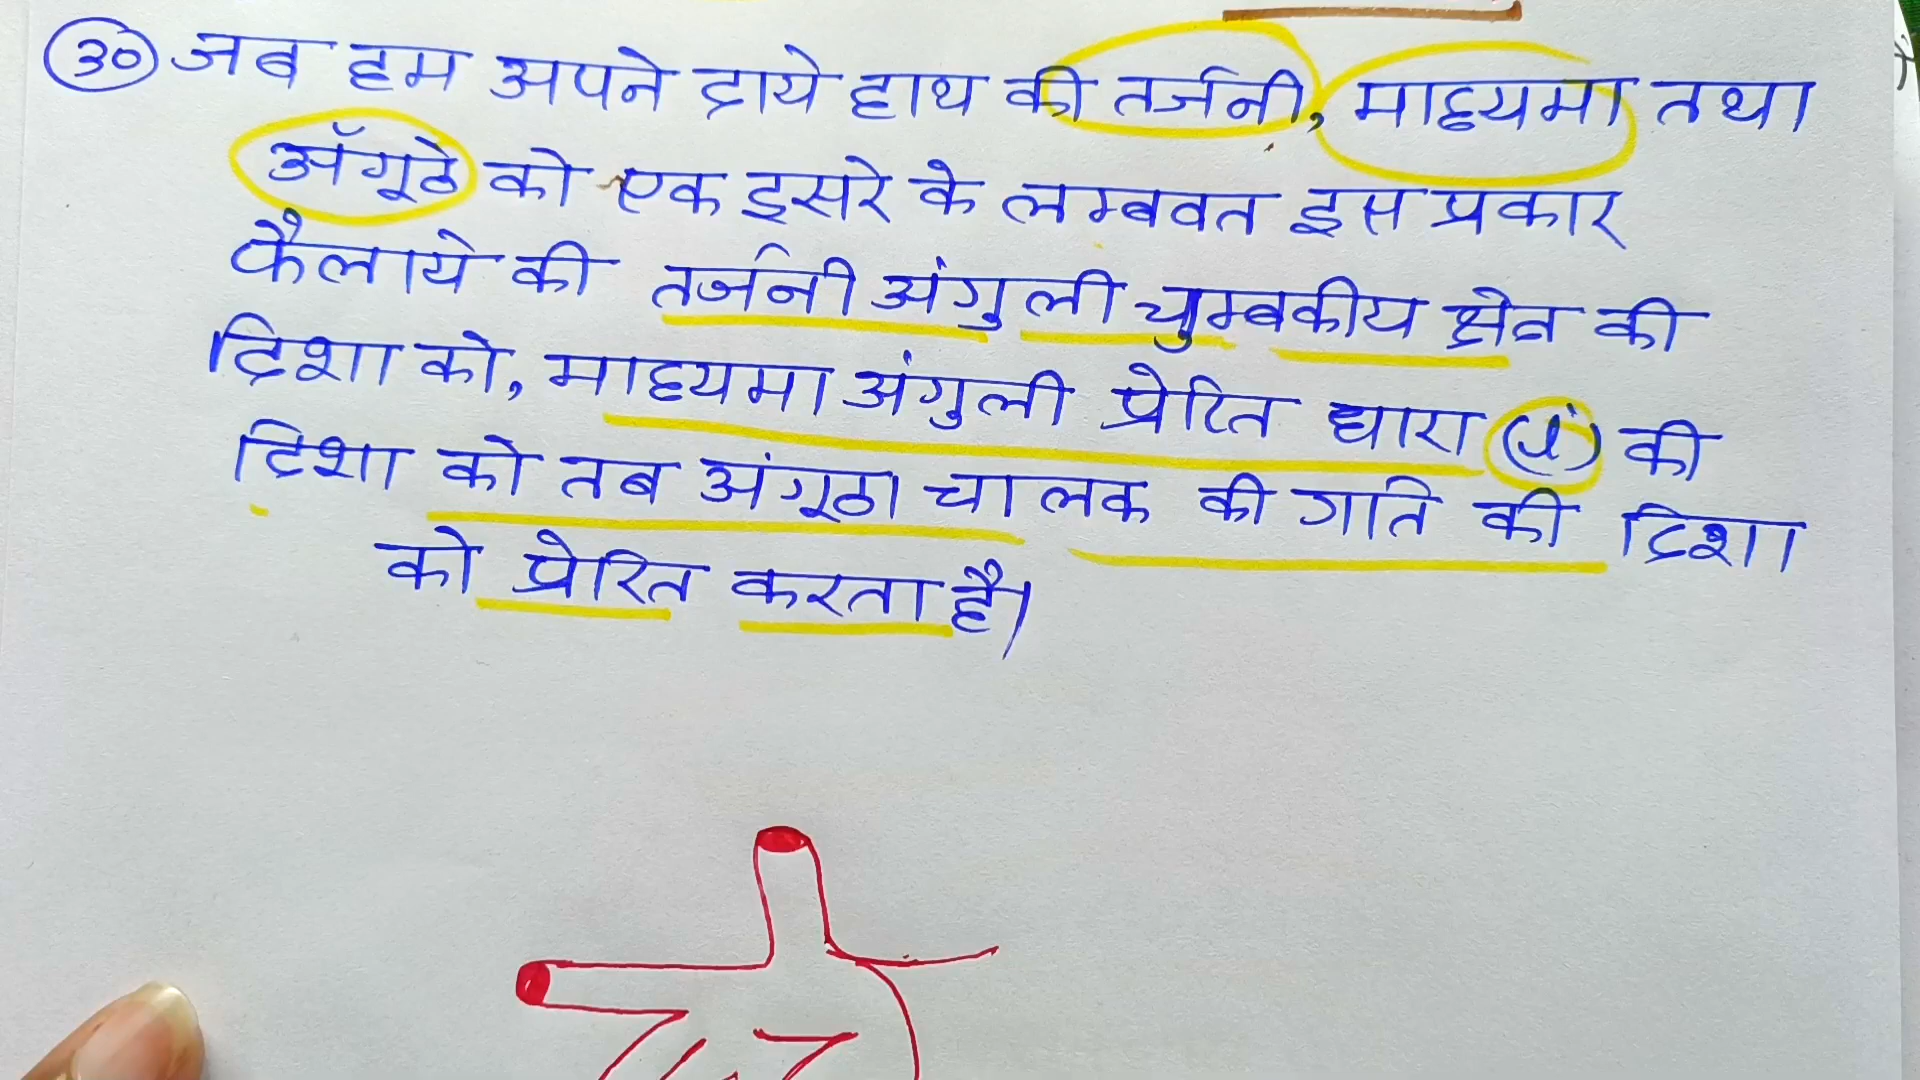 (30) जब हम अपने दाये हाथ की तर्जनी, माध्यमा तथा
अँगूठे को एक दूसरे के लम्बवत इस प्रकार
फैलाये की तर्जनी अंगुली चुम्बकीय क्षेत्र की
दिशा को, माध्यमा अंगुली प्रेरित धारा (i) की
दिशा को तब अंगूठा चालक की गति की दिशा
को प्रेरित करता है।